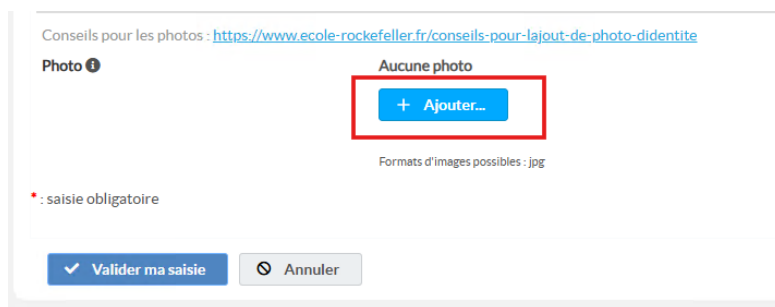 Conseils pour les photos : https://www.ecole-rockefeller.fr/conseils-pour-lajout-de-photo-didentite
Photo Aucune photo
+ Ajouter...
Formats d'images possibles : jpg
* : saisie obligatoire
Valider ma saisie Annuler